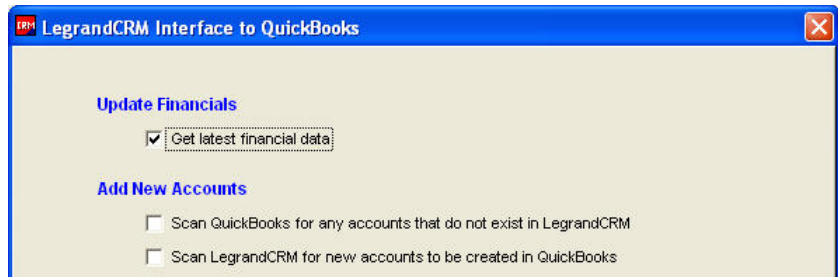 CRM LegrandCRM Interface to QuickBooks
Update Financials
Get latest financial data
Add New Accounts
Scan QuickBooks for any accounts that do not exist in LegrandCRM
Scan LegrandCRM for new accounts to be created in QuickBooks